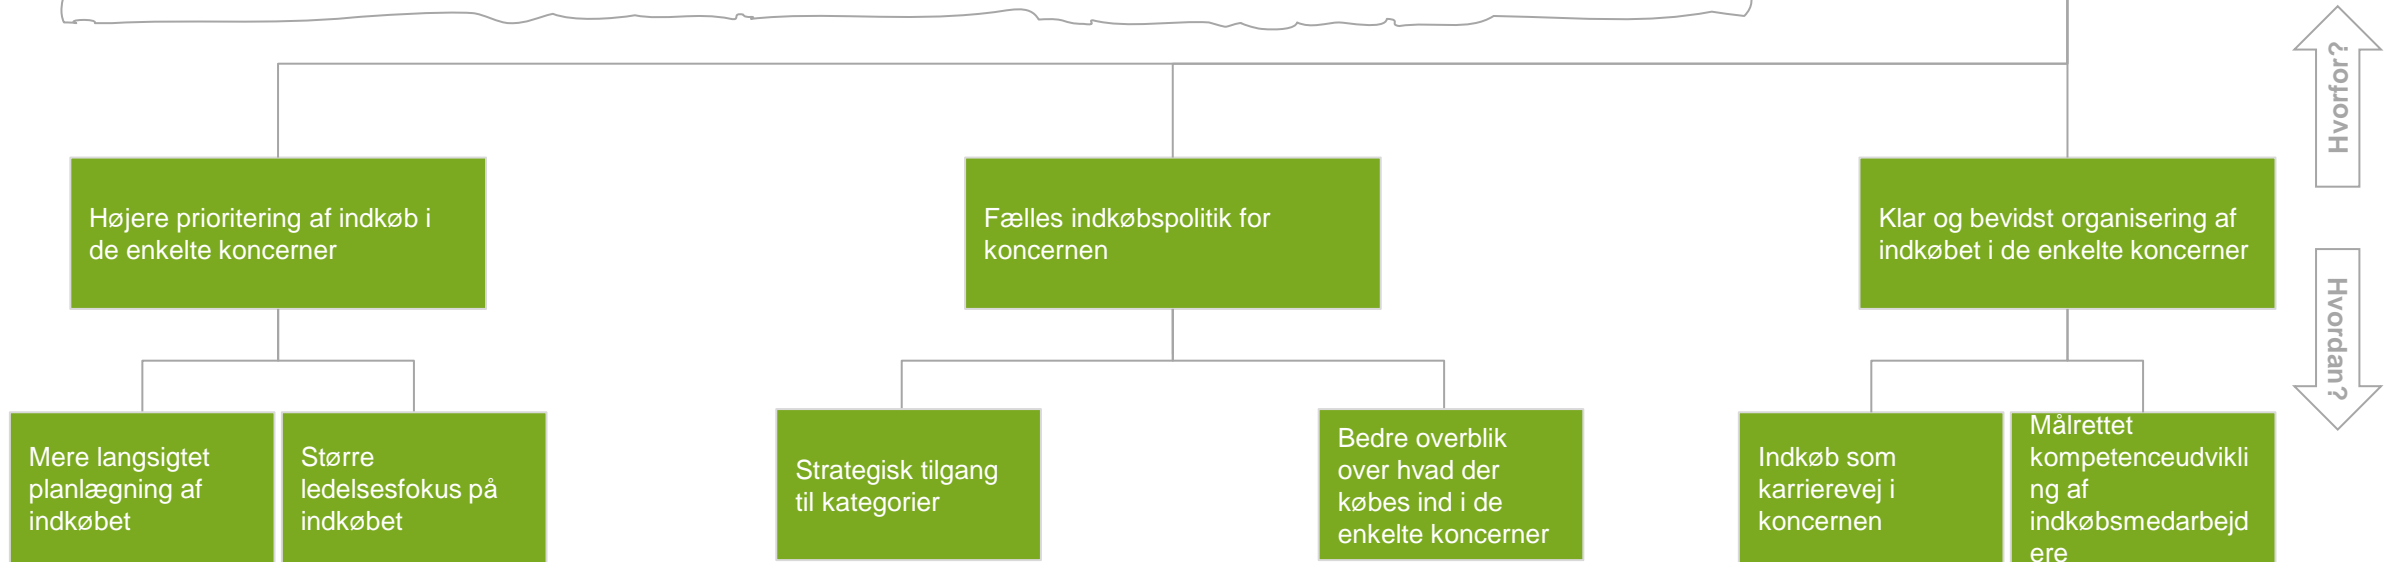 Hvorfor?
Højere prioritering af indkøb i
de enkelte koncerner
Fælles indkøbspolitik for
koncernen
Klar og bevidst organisering af
indkøbet i de enkelte koncerner
Hvordan?
Mere langsigtet
planlægning af
indkøbet
Større
ledelsesfokus på
indkøbet
Strategisk tilgang
til kategorier
Bedre overblik
over hvad der
købes ind i de
enkelte koncerner
Indkøb som
karrierevej i
koncernen
Målrettet
kompetenceudvikli
ng af
indkøbsmedarbejd
ere